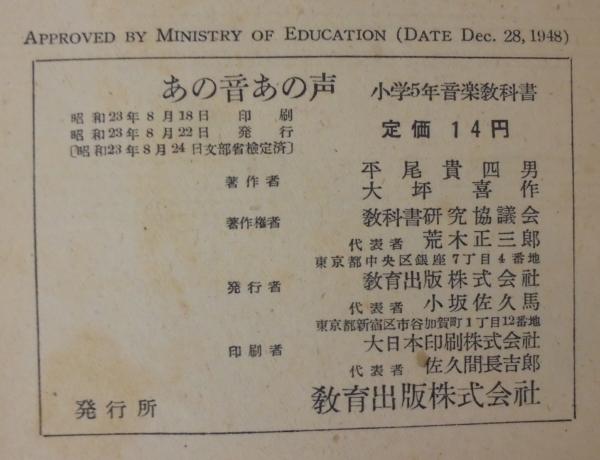 APPROVED BY MINISTRY OF EDUCATION (DATE Dec. 28, 1948)
あの音あの声 小学5年音楽教科書
昭和23年8月18日 印刷
昭和23年8月22日 発行
〔昭和23年8月24日文部省検定済〕
定価 14円
著作者 平尾貴四男
大坪喜作
著作権者 教科書研究協議会
代表者 荒木正三郎
東京都中央区銀座7丁目4番地
発行者 教育出版株式会社
代表者 小坂佐久馬
東京都新宿区市谷加賀町1丁目12番地
印刷者 大日本印刷株式会社
代表者 佐久間長吉郎
発行所 教育出版株式会社